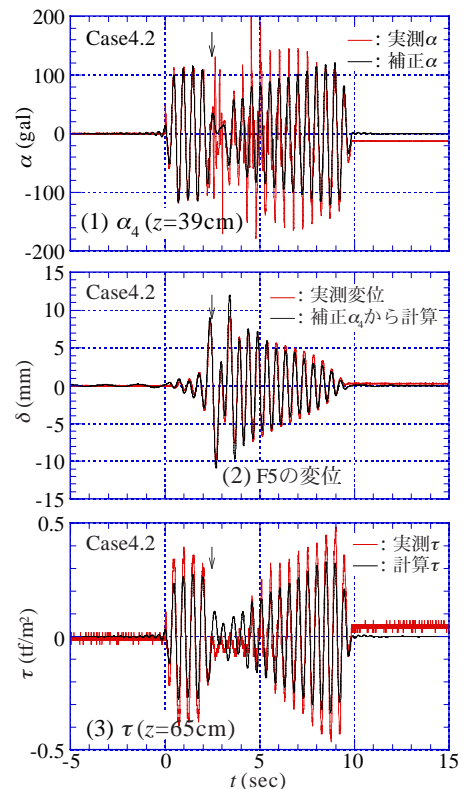 200
Case4.2
: 実測α
: 補正α
100
0
-100
-200
α (gal)
(1) α4 (z=39cm)
15
Case4.2
: 実測変位
: 補正α4から計算
10
5
0
-5
-10
-15
δ (mm)
(2) F5の変位
0.5
Case4.2
: 実測τ
: 計算τ
0
-0.5
τ (tf/m2)
(3) τ (z=65cm)
-5 0 5 10 15
t (sec)